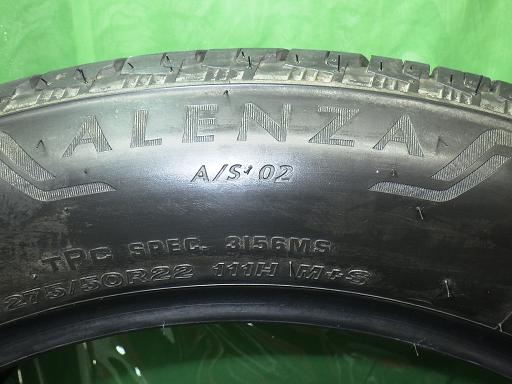 ALENZA
A/S 02
TPC SPEC. 3156MS
275/50R22 111H M+S